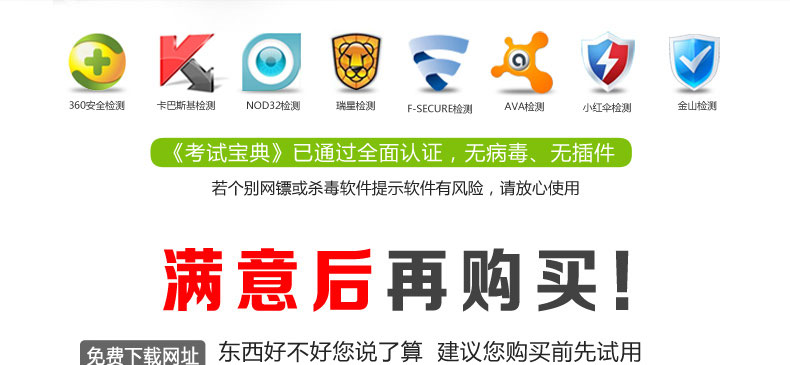 360安全检测 卡巴斯基检测 NOD32检测 瑞星检测 F-SECURE检测 AVA检测 小红伞检测 金山检测
《考试宝典》已通过全面认证，无病毒、无插件
若个别网镖或杀毒软件提示软件有风险，请放心使用
满意后再购买！
免费下载网址 东西好不好您说了算 建议您购买前先试用